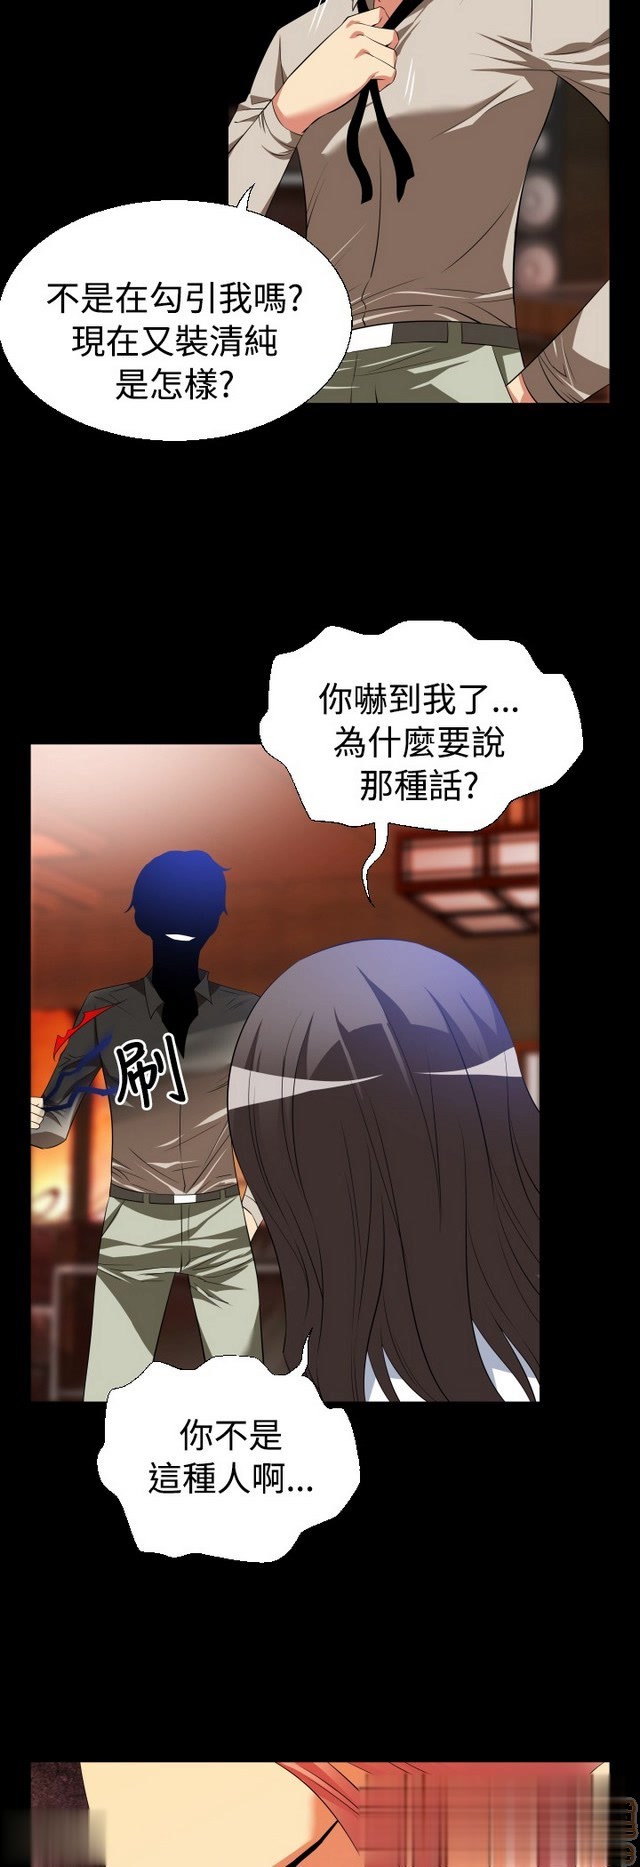 不是在勾引我嗎?
現在又裝清純
是怎樣?
你嚇到我了...
為什麼要說
那種話?
刷
你不是
這種人啊...